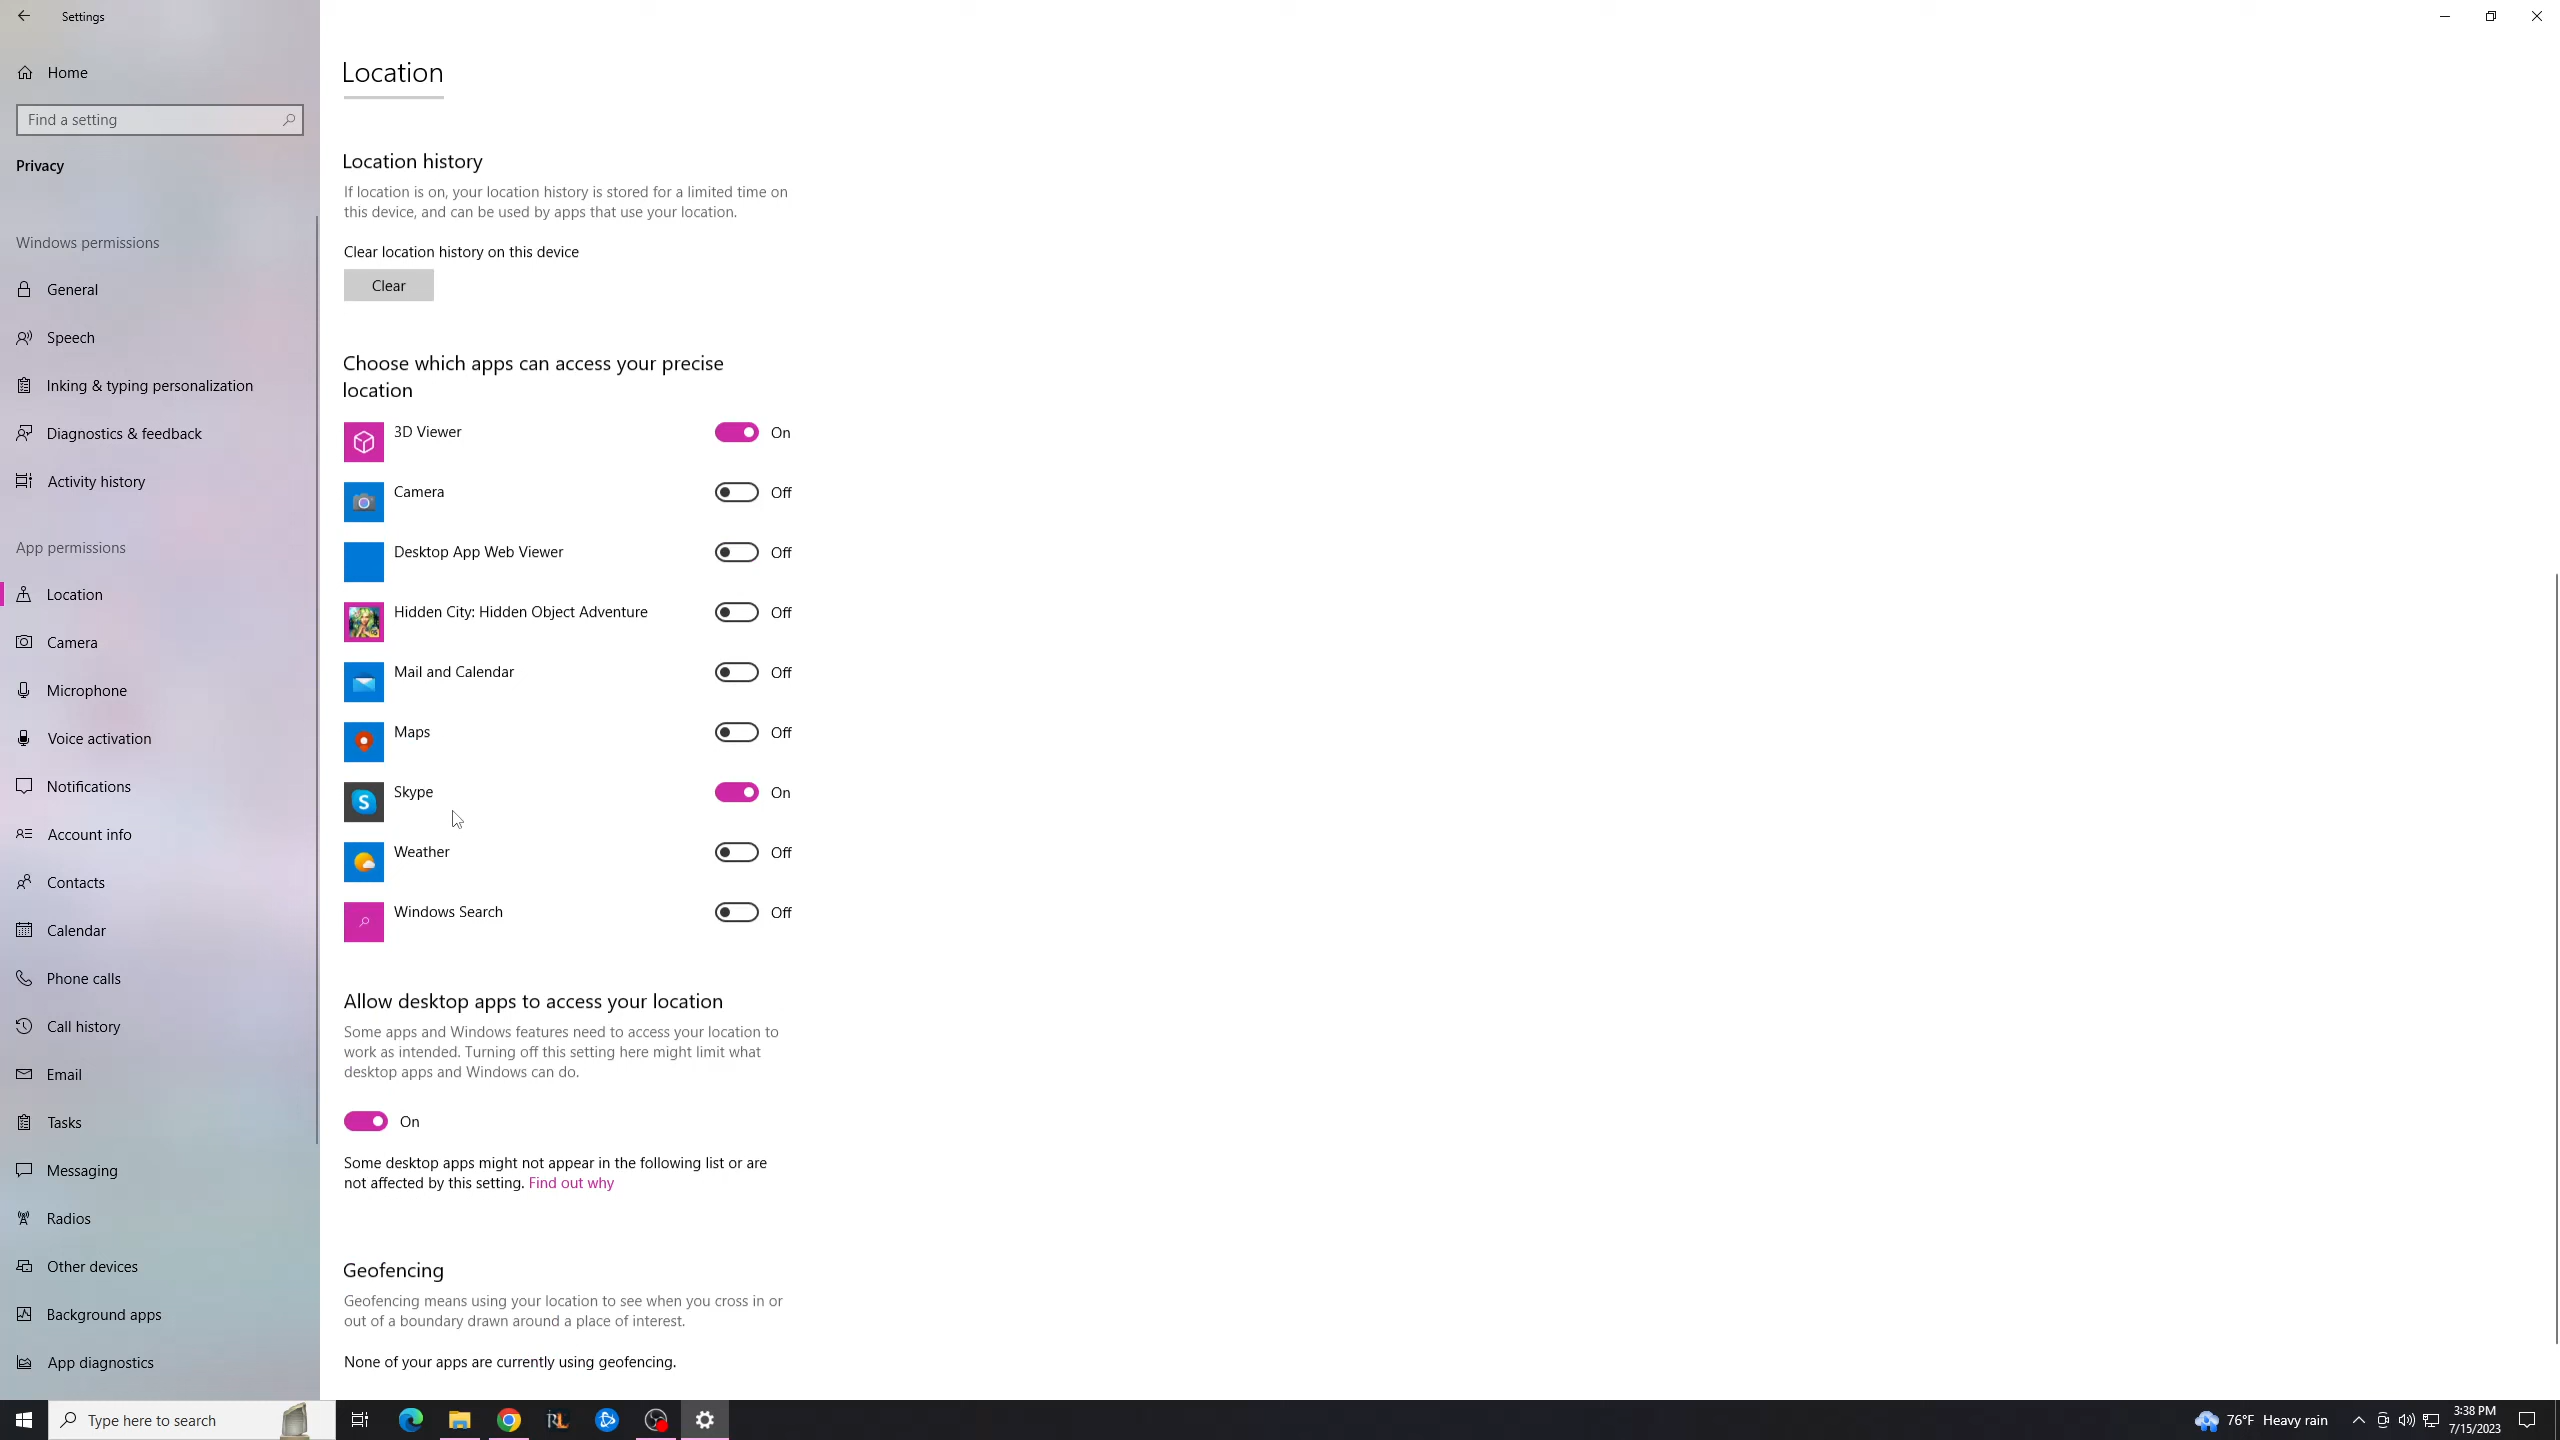 Settings
Home
Find a setting
Privacy
Windows permissions
General
Speech
Inking & typing personalization
Diagnostics & feedback
Activity history
App permissions
Location
Camera
Microphone
Voice activation
Notifications
Account info
Contacts
Calendar
Phone calls
Call history
Email
Tasks
Messaging
Radios
Other devices
Background apps
App diagnostics
Location
Location history
If location is on, your location history is stored for a limited time on
this device, and can be used by apps that use your location.
Clear location history on this device
Clear
Choose which apps can access your precise
location
3D Viewer On
Camera Off
Desktop App Web Viewer Off
Hidden City: Hidden Object Adventure Off
Mail and Calendar Off
Maps Off
Skype On
Weather Off
Windows Search Off
Allow desktop apps to access your location
Some apps and Windows features need to access your location to
work as intended. Turning off this setting here might limit what
desktop apps and Windows can do.
On
Some desktop apps might not appear in the following list or are
not affected by this setting. Find out why
Geofencing
Geofencing means using your location to see when you cross in or
out of a boundary drawn around a place of interest.
None of your apps are currently using geofencing.
Type here to search
RL
76°F Heavy rain
3:38 PM
7/15/2023